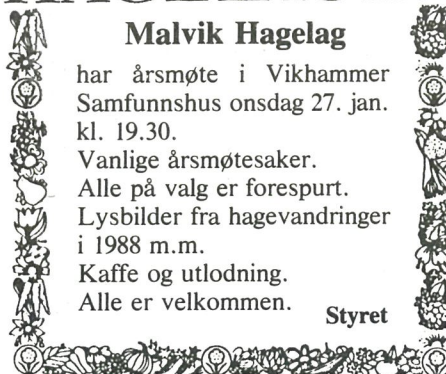 Malvik Hagelag
har årsmøte i Vikhammer
Samfunnshus onsdag 27. jan.
kl. 19.30.
Vanlige årsmøtesaker.
Alle på valg er forespurt.
Lysbilder fra hagevandringer
i 1988 m.m.
Kaffe og utlodning.
Alle er velkommen.
Styret